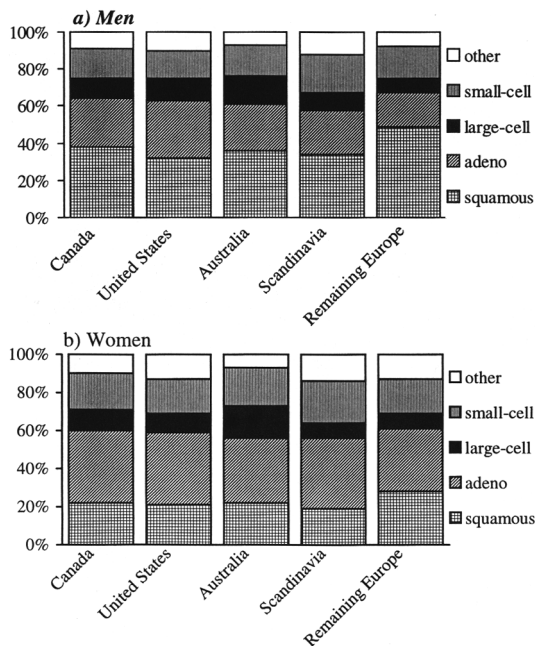 a) Men
100%
80%
60%
40%
20%
0%
other
small-cell
large-cell
adeno
squamous
Canada
United States
Australia
Scandinavia
Remaining Europe
b) Women
100%
80%
60%
40%
20%
0%
other
small-cell
large-cell
adeno
squamous
Canada
United States
Australia
Scandinavia
Remaining Europe